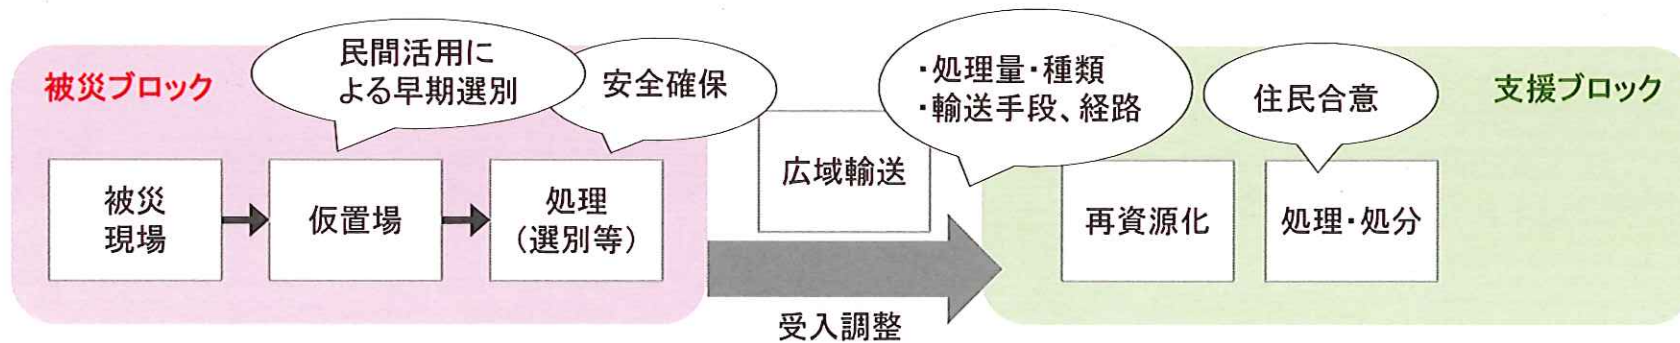 被災ブロック
民間活用に
よる早期選別
安全確保
・処理量・種類
・輸送手段、経路
住民合意
支援ブロック
被災
現場
仮置場
処理
（選別等）
広域輸送
再資源化
処理・処分
受入調整